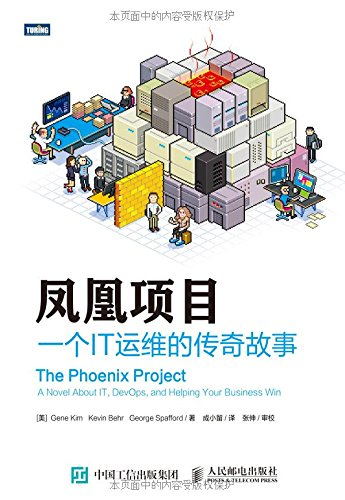 本页面中的内容受版权保护
TURING
凤凰项目
一个IT运维的传奇故事
The Phoenix Project
A Novel About IT, DevOps, and Helping Your Business Win
[美] Gene Kim Kevin Behr George Spafford 著 成小留 译 张伸 审校
中国工信出版集团 人民邮电出版社
POSTS & TELECOM PRESS
本页面中的内容受版权保护